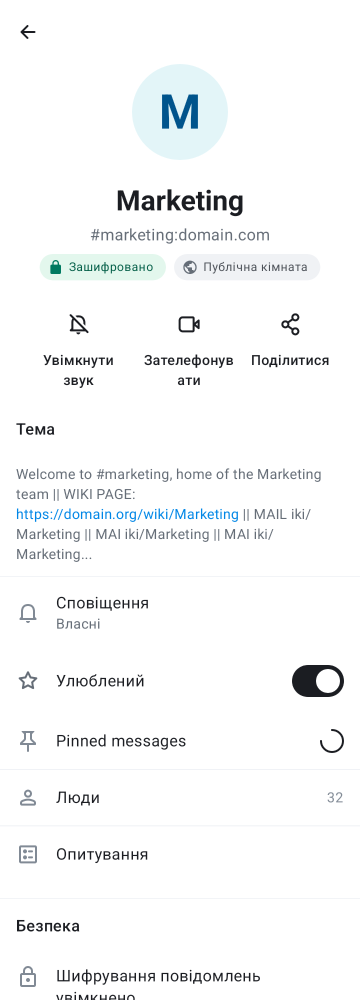 M
Marketing
#marketing:domain.com
Зашифровано
Публічна кімната
Увімкнути
звук
Зателефонув
ати
Поділитися
Тема
Welcome to #marketing, home of the Marketing
team || WIKI PAGE:
https://domain.org/wiki/Marketing || MAIL iki/
Marketing || MAI iki/Marketing || MAI iki/
Marketing...
Сповіщення
Власні
Улюблений
Pinned messages
Люди
32
Опитування
Безпека
Шифрування повідомлень
увімкнено